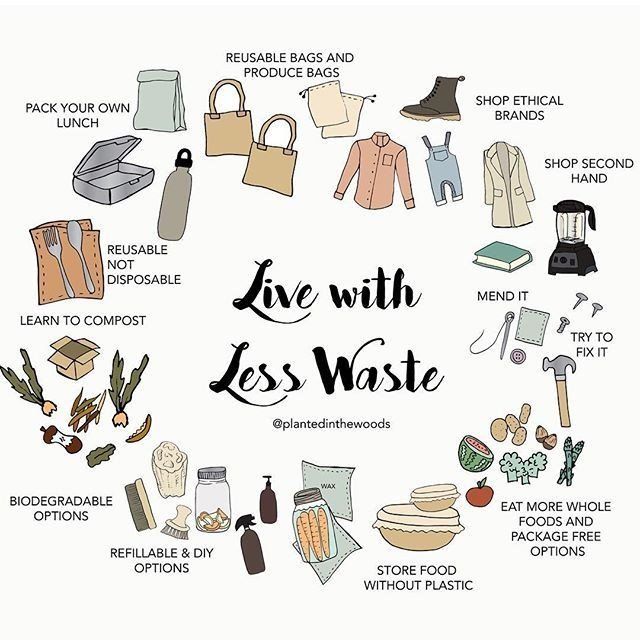 REUSABLE BAGS AND
PRODUCE BAGS
PACK YOUR OWN
LUNCH
SHOP ETHICAL
BRANDS
SHOP SECOND
HAND
REUSABLE
NOT
DISPOSABLE
MEND IT
TRY TO
FIX IT
LEARN TO COMPOST
Live with
Less Waste
@plantedinthewoods
BIODEGRADABLE
OPTIONS
REFILLABLE & DIY
OPTIONS
WAX
STORE FOOD
WITHOUT PLASTIC
EAT MORE WHOLE
FOODS AND
PACKAGE FREE
OPTIONS